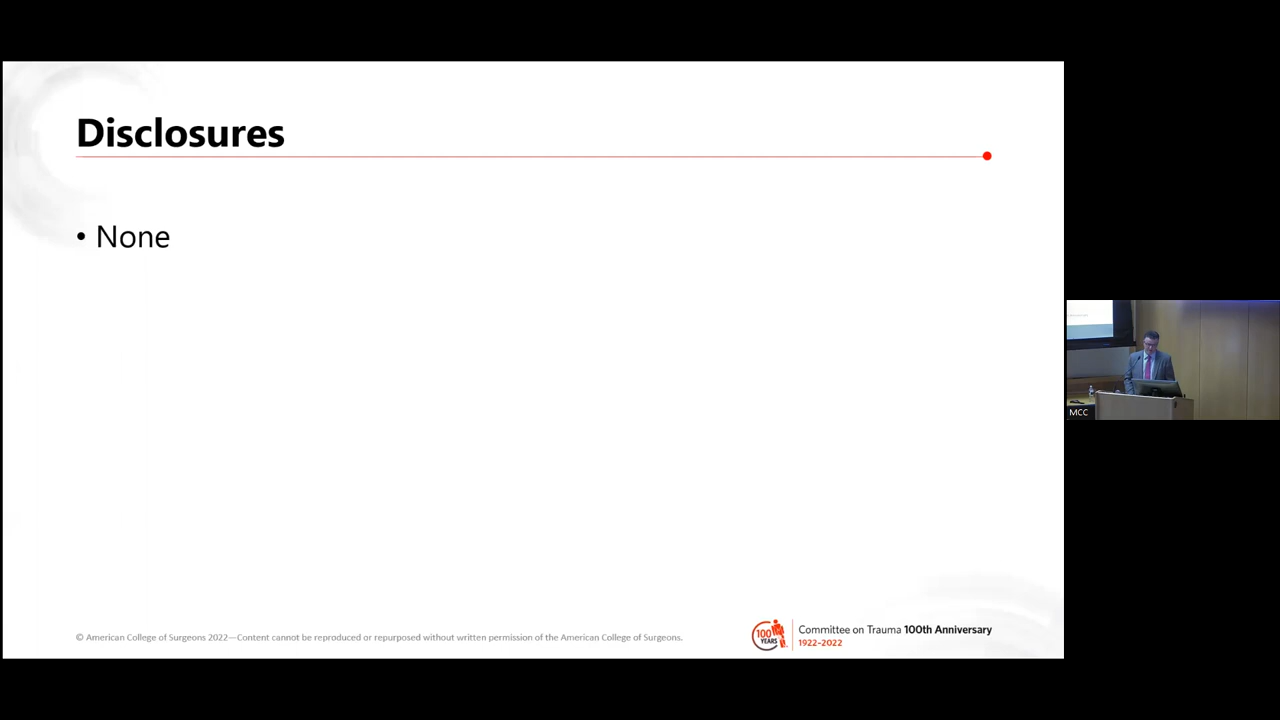 Disclosures
• None
© American College of Surgeons 2022—Content cannot be reproduced or repurposed without written permission of the American College of Surgeons.
100
YEARS
Committee on Trauma 100th Anniversary
1922-2022
MCC